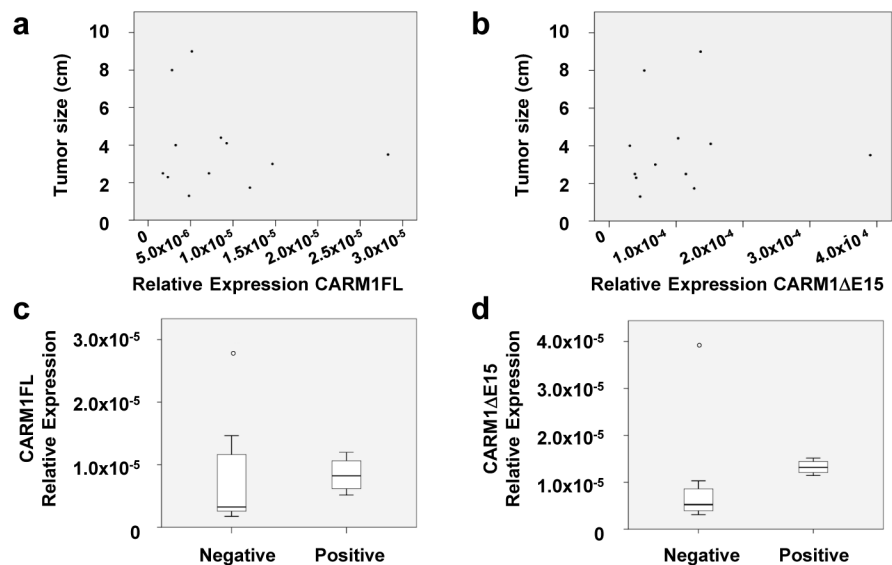 a
Tumor size (cm)
10
8
6
4
2
0
0
5.0x10-6
1.0x10-5
1.5x10-5
2.0x10-5
2.5x10-5
3.0x10-5
Relative Expression CARM1FL
b
Tumor size (cm)
10
8
6
4
2
0
0
1.0x10-4
2.0x10-4
3.0x10-4
4.0x10-4
Relative Expression CARM1ΔE15
c
CARM1FL
Relative Expression
3.0x10-5
2.0x10-5
1.0x10-5
0
Negative Positive
d
CARM1ΔE15
Relative Expression
4.0x10-5
3.0x10-5
2.0x10-5
1.0x10-5
0
Negative Positive